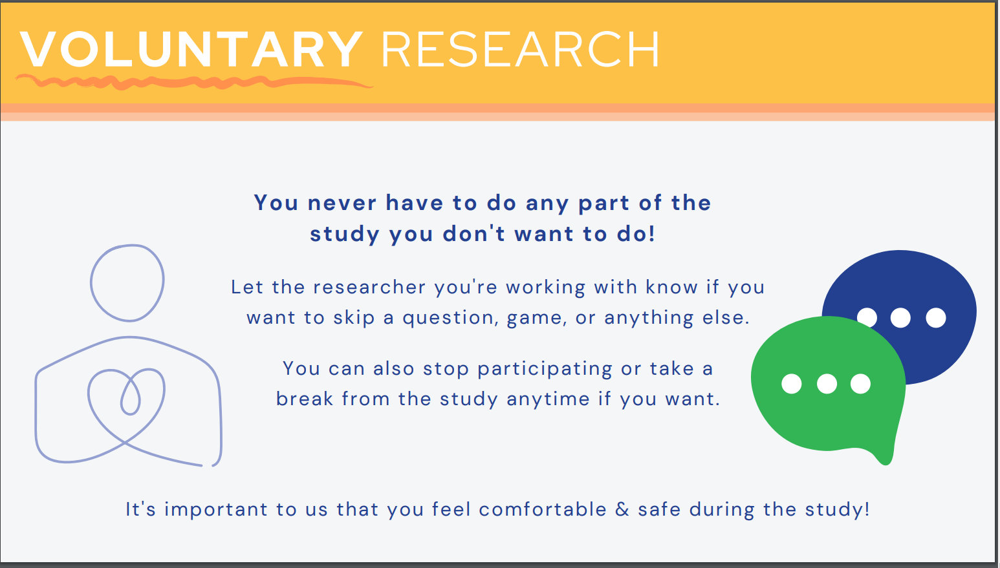 VOLUNTARY RESEARCH
You never have to do any part of the
study you don't want to do!
Let the researcher you're working with know if you
want to skip a question, game, or anything else.
You can also stop participating or take a
break from the study anytime if you want.
It's important to us that you feel comfortable & safe during the study!